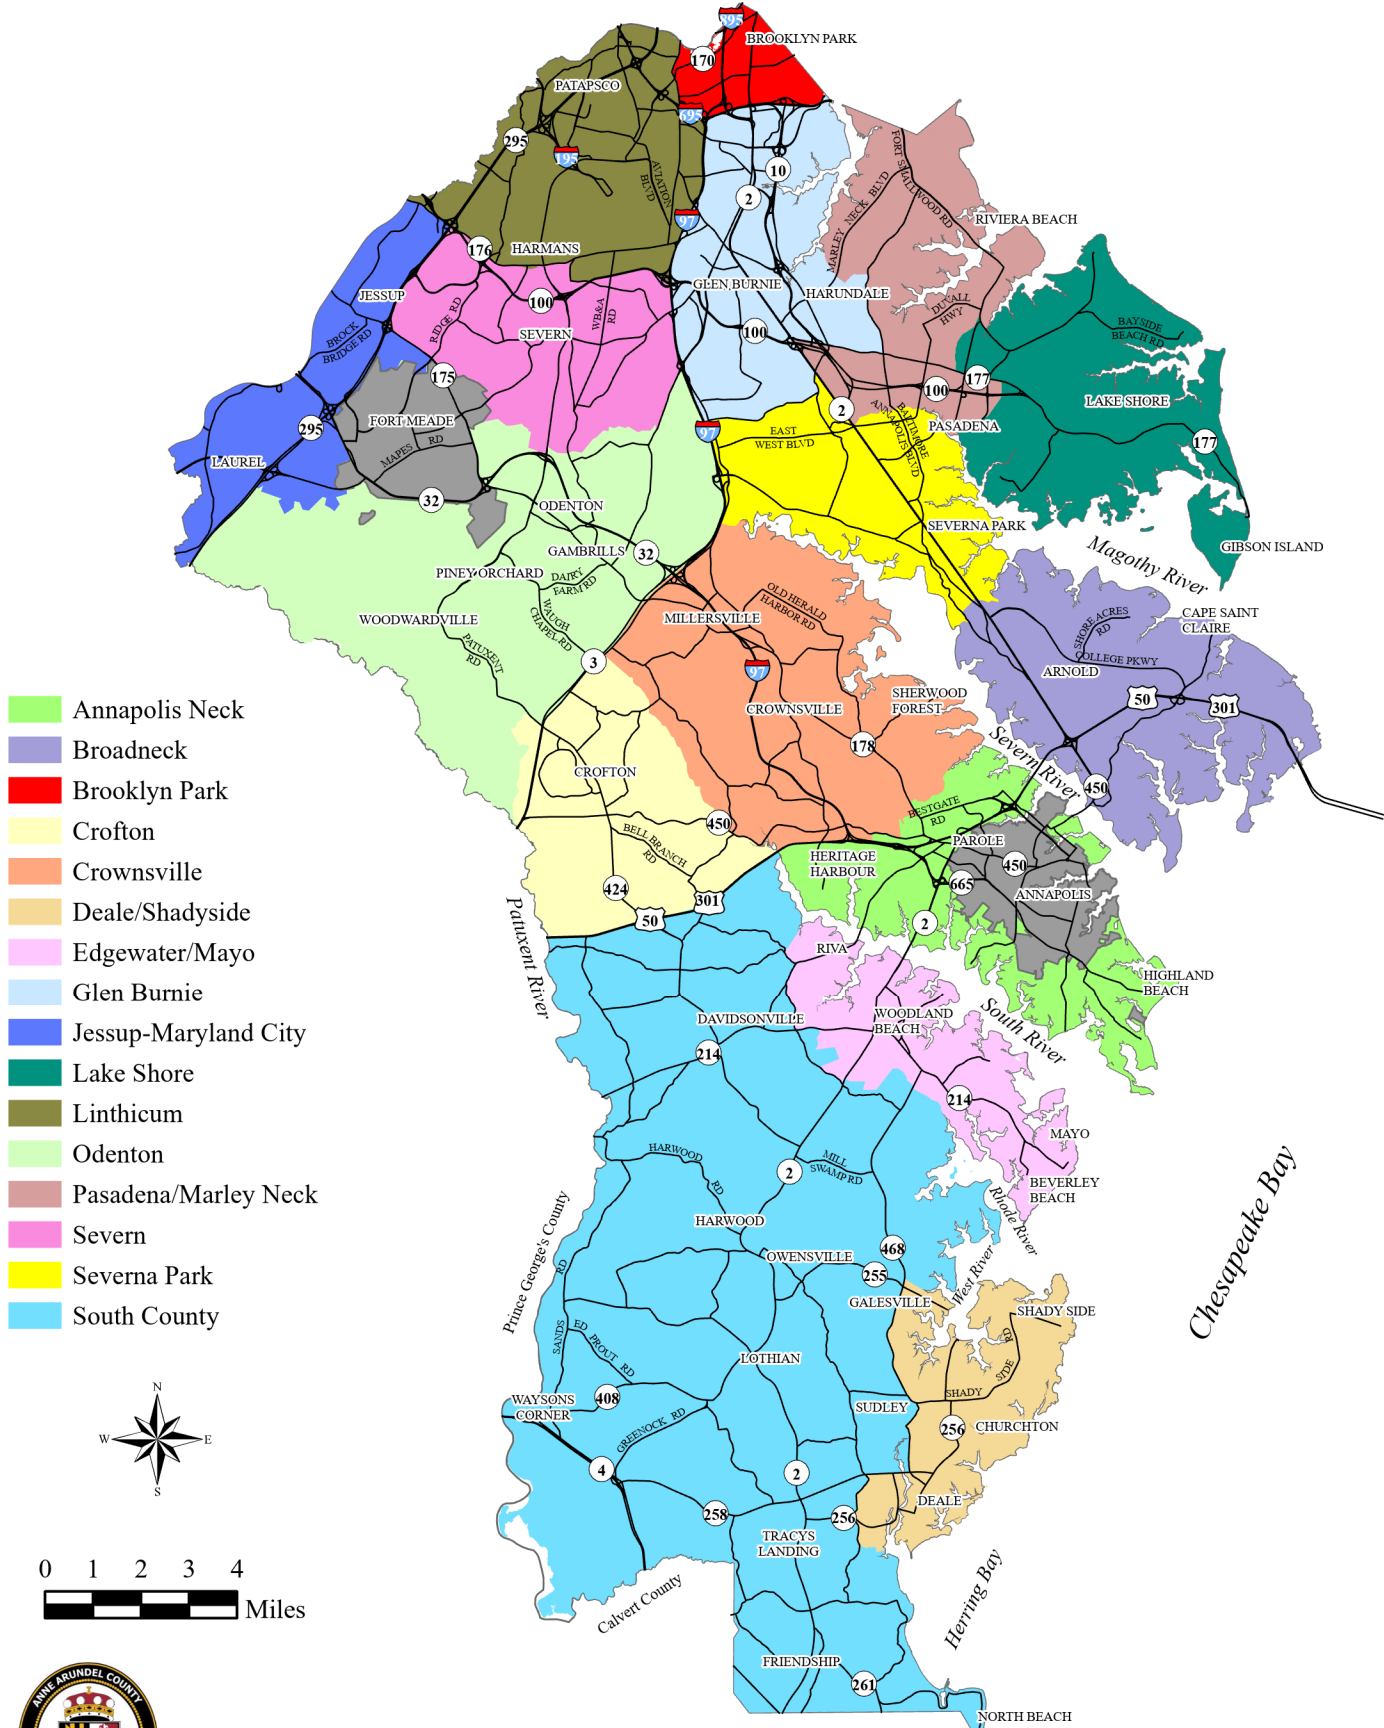 895
BROOKLYN PARK
170
PATAPSCO
695
295
195
AVIATION
BLVD
10
2
FORT SMALLWOOD RD
MARLEY NECK BLVD
RIVIERA BEACH
97
176
HARMANS
GLEN BURNIE
HARUNDALE
JESSUP
100
WB&A
RD
RIDGE RD
SEVERN
BROCK
BRIDGE RD
100
DUVALL
HWY
BAYSIDE
BEACH RD
175
177
100
LAKE SHORE
2
FORT MEADE
295
97
EAST
WEST BLVD
BALTIMORE
ANNAPOLIS BLVD
PASADENA
177
MAPES RD
LAUREL
32
ODENTON
SEVERNA PARK
GAMBRILLS
32
GIBSON ISLAND
Magothy River
PINEY ORCHARD
DAIRY
FARM RD
OLD HERALD
HARBOR RD
WAUGH
CHAPEL RD
WOODWARDVILLE
MILLERSVILLE
SHORE ACRES
RD
CAPE SAINT
CLAIRE
PATUXENT
RD
3
97
COLLEGE PKWY
ARNOLD
SHERWOOD
FOREST
50
301
CROWNSVILLE
178
Severn River
CROFTON
450
450
BESTGATE
RD
BELL BRANCH
RD
PAROLE
HERITAGE
HARBOUR
450
665
ANNAPOLIS
424
301
50
2
Patuxent River
RIVA
HIGHLAND
BEACH
DAVIDSONVILLE
WOODLAND
BEACH
South River
214
214
MAYO
HARWOOD
RD
MILL
SWAMP RD
2
BEVERLEY
BEACH
Rhode River
HARWOOD
468
OWENSVILLE
255
West River
GALESVILLE
SHADY SIDE
Prince George's County
SANDS
RD
ED PROUT RD
LOTHIAN
SHADY
SIDE
RD
408
WAYSONS
CORNER
GREENOCK RD
SUDLEY
256
CHURCHTON
4
2
DEALE
258
256
TRACYS
LANDING
Calvert County
Herring Bay
FRIENDSHIP
261
NORTH BEACH
Chesapeake Bay
Annapolis Neck
Broadneck
Brooklyn Park
Crofton
Crownsville
Deale/Shadyside
Edgewater/Mayo
Glen Burnie
Jessup-Maryland City
Lake Shore
Linthicum
Odenton
Pasadena/Marley Neck
Severn
Severna Park
South County
N
W E
S
0 1 2 3 4
Miles
ANNE ARUNDEL COUNTY